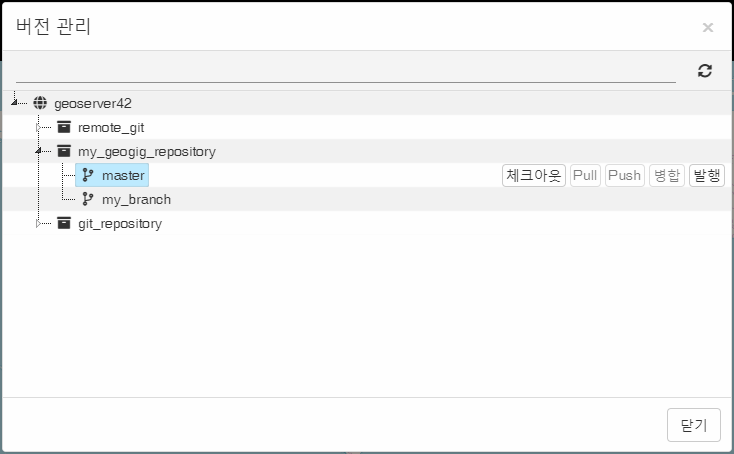 버전 관리 ×
geoserver42
remote_git
my_geogig_repository
master 체크아웃 Pull Push 병합 발행
my_branch
git_repository
닫기